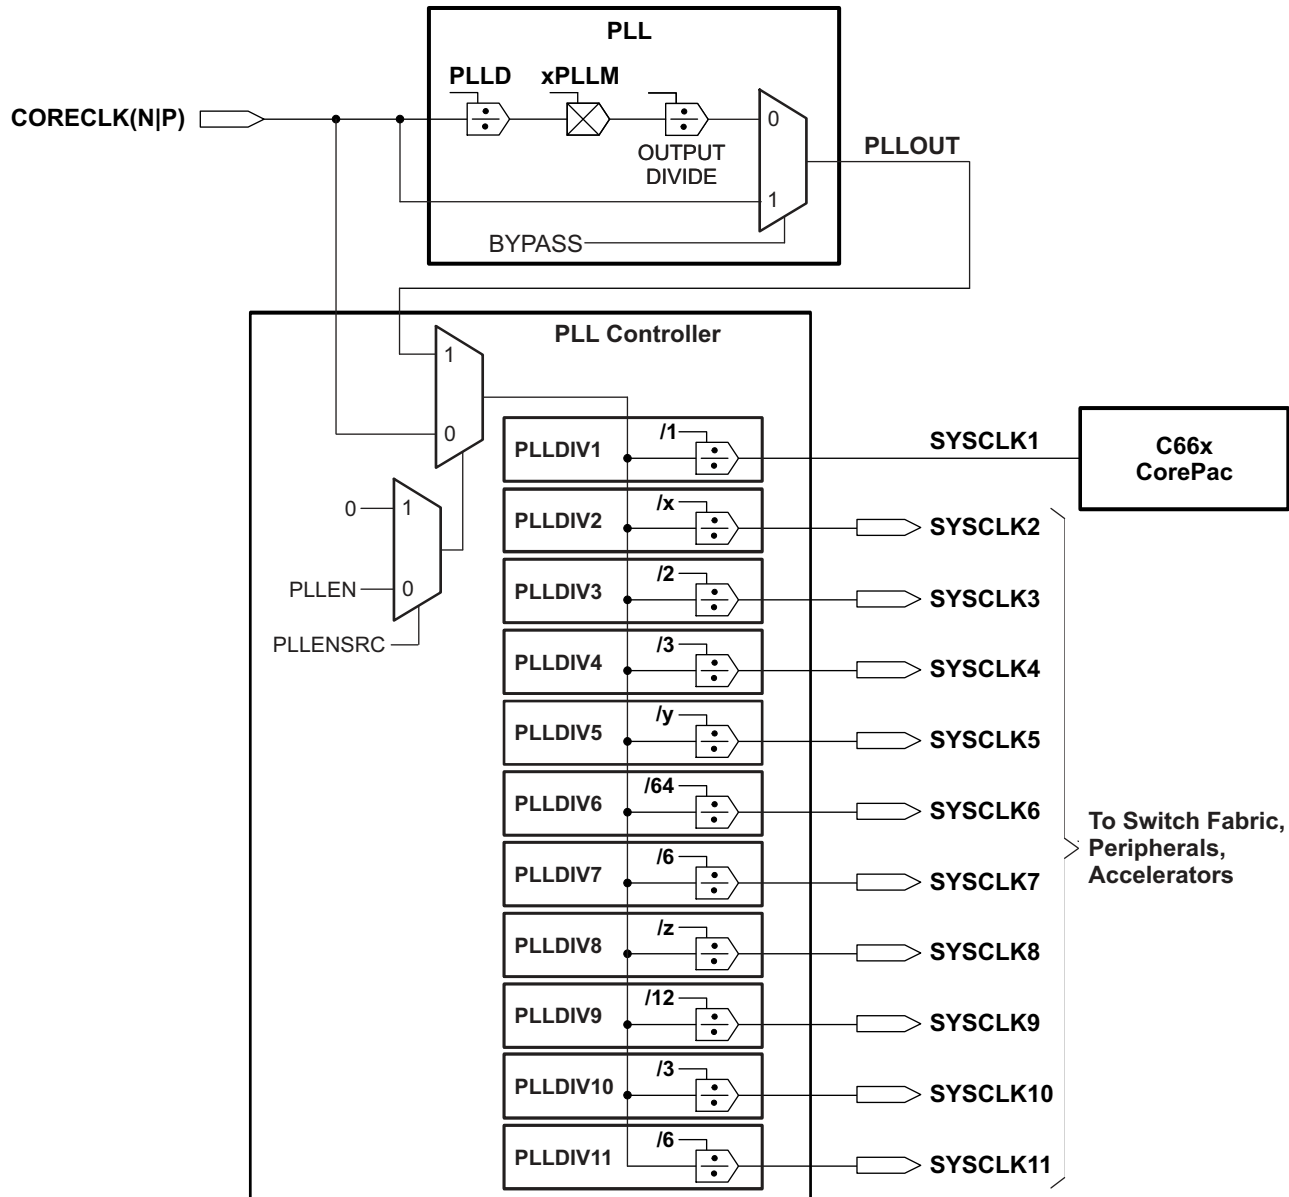 PLL
PLLD xPLLM
CORECLK(N|P)
0
OUTPUT
DIVIDE
PLLOUT
1
BYPASS
PLL Controller
1
0
0 1
PLLEN 0
PLLENSRC
PLLDIV1 /1 SYSCLK1
C66x
CorePac
PLLDIV2 /x SYSCLK2
PLLDIV3 /2 SYSCLK3
PLLDIV4 /3 SYSCLK4
PLLDIV5 /y SYSCLK5
PLLDIV6 /64 SYSCLK6
To Switch Fabric,
Peripherals,
Accelerators
PLLDIV7 /6 SYSCLK7
PLLDIV8 /z SYSCLK8
PLLDIV9 /12 SYSCLK9
PLLDIV10 /3 SYSCLK10
PLLDIV11 /6 SYSCLK11